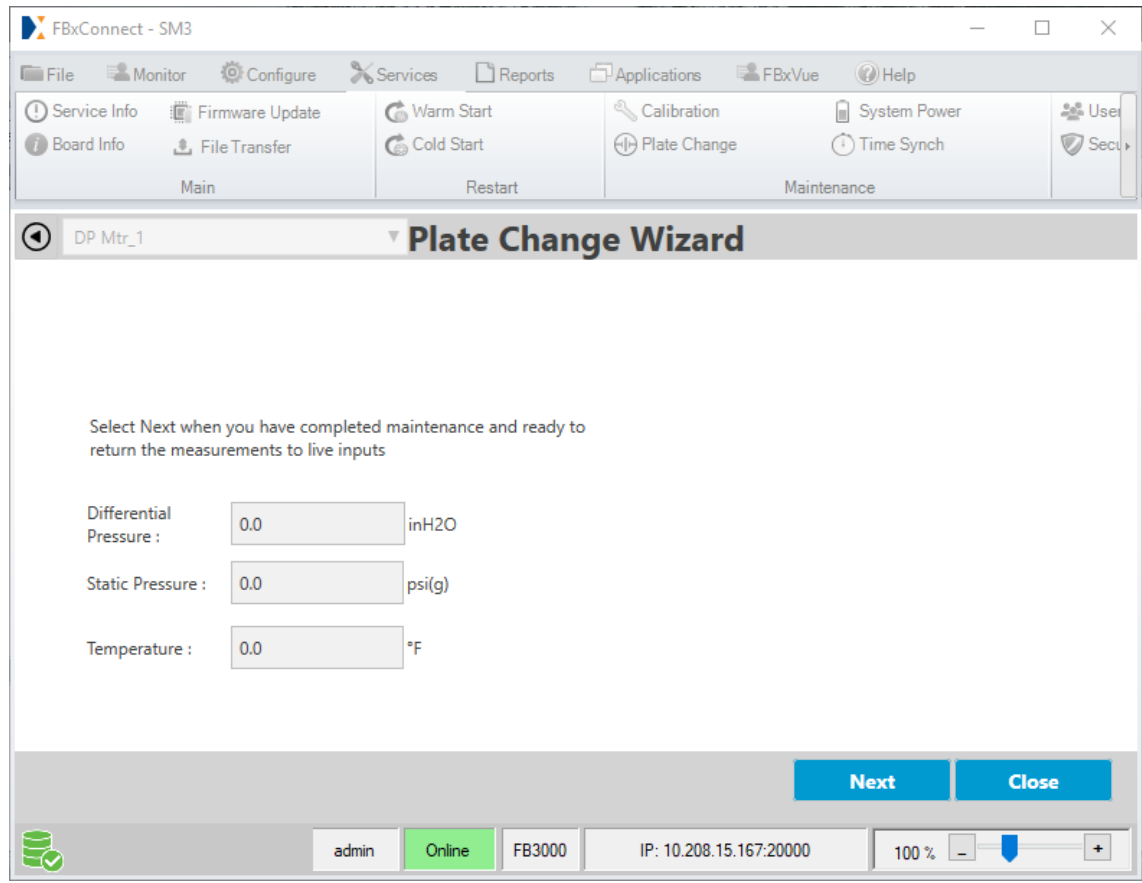 FBxConnect - SM3
File Monitor Configure Services Reports Applications FBxVue Help
Service Info Firmware Update Warm Start Calibration System Power User
Board Info File Transfer Cold Start Plate Change Time Synch Secu
Main Restart Maintenance
DP Mtr_1 Plate Change Wizard
Select Next when you have completed maintenance and ready to
return the measurements to live inputs
Differential
Pressure : 0.0 inH2O
Static Pressure : 0.0 psi(g)
Temperature : 0.0 °F
Next Close
admin Online FB3000 IP: 10.208.15.167:20000 100 % - +